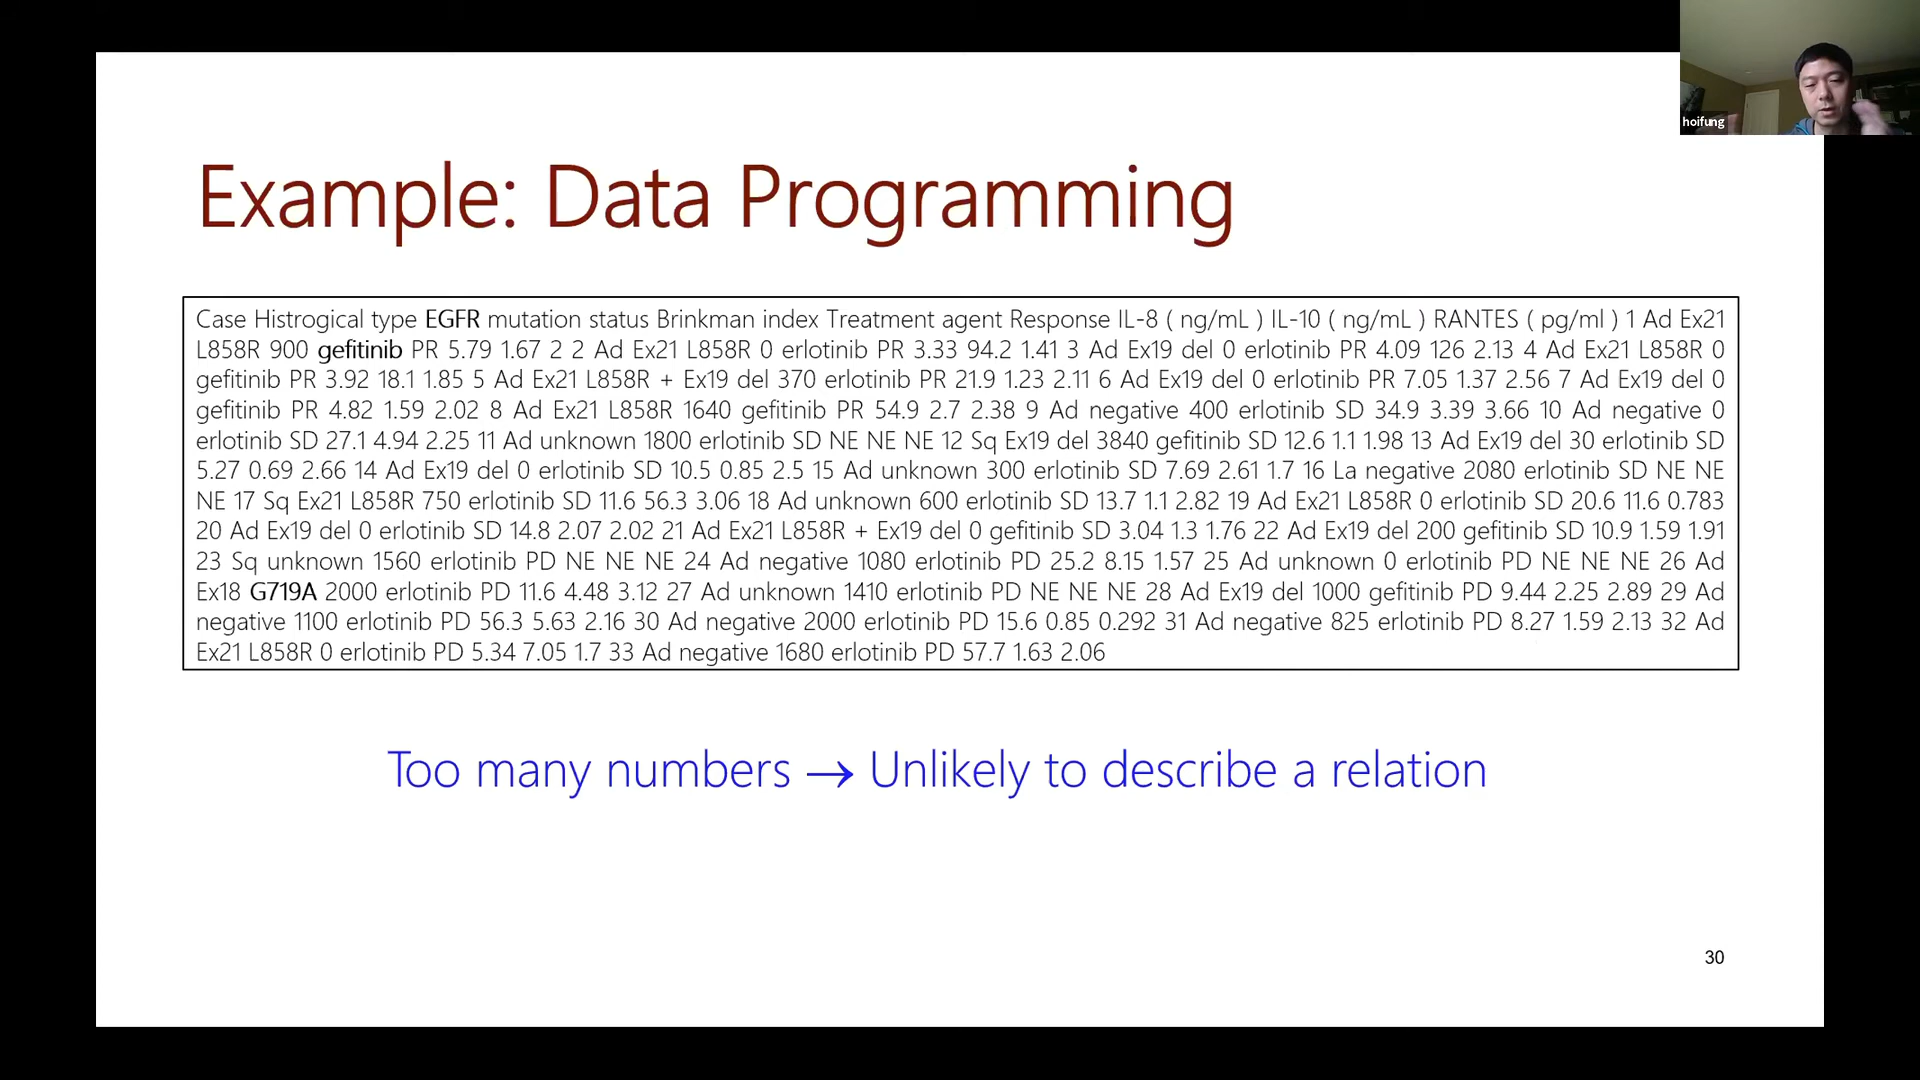 hoifung
Example: Data Programming
Case Histrogical type EGFR mutation status Brinkman index Treatment agent Response IL-8 ( ng/mL ) IL-10 ( ng/mL ) RANTES ( pg/ml ) 1 Ad Ex21
L858R 900 gefitinib PR 5.79 1.67 2 2 Ad Ex21 L858R 0 erlotinib PR 3.33 94.2 1.41 3 Ad Ex19 del 0 erlotinib PR 4.09 126 2.13 4 Ad Ex21 L858R 0
gefitinib PR 3.92 18.1 1.85 5 Ad Ex21 L858R + Ex19 del 370 erlotinib PR 21.9 1.23 2.11 6 Ad Ex19 del 0 erlotinib PR 7.05 1.37 2.56 7 Ad Ex19 del 0
gefitinib PR 4.82 1.59 2.02 8 Ad Ex21 L858R 1640 gefitinib PR 54.9 2.7 2.38 9 Ad negative 400 erlotinib SD 34.9 3.39 3.66 10 Ad negative 0
erlotinib SD 27.1 4.94 2.25 11 Ad unknown 1800 erlotinib SD NE NE NE 12 Sq Ex19 del 3840 gefitinib SD 12.6 1.1 1.98 13 Ad Ex19 del 30 erlotinib SD
5.27 0.69 2.66 14 Ad Ex19 del 0 erlotinib SD 10.5 0.85 2.5 15 Ad unknown 300 erlotinib SD 7.69 2.61 1.7 16 La negative 2080 erlotinib SD NE NE
NE 17 Sq Ex21 L858R 750 erlotinib SD 11.6 56.3 3.06 18 Ad unknown 600 erlotinib SD 13.7 1.1 2.82 19 Ad Ex21 L858R 0 erlotinib SD 20.6 11.6 0.783
20 Ad Ex19 del 0 erlotinib SD 14.8 2.07 2.02 21 Ad Ex21 L858R + Ex19 del 0 gefitinib SD 3.04 1.3 1.76 22 Ad Ex19 del 200 gefitinib SD 10.9 1.59 1.91
23 Sq unknown 1560 erlotinib PD NE NE NE 24 Ad negative 1080 erlotinib PD 25.2 8.15 1.57 25 Ad unknown 0 erlotinib PD NE NE NE 26 Ad
Ex18 G719A 2000 erlotinib PD 11.6 4.48 3.12 27 Ad unknown 1410 erlotinib PD NE NE NE 28 Ad Ex19 del 1000 gefitinib PD 9.44 2.25 2.89 29 Ad
negative 1100 erlotinib PD 56.3 5.63 2.16 30 Ad negative 2000 erlotinib PD 15.6 0.85 0.292 31 Ad negative 825 erlotinib PD 8.27 1.59 2.13 32 Ad
Ex21 L858R 0 erlotinib PD 5.34 7.05 1.7 33 Ad negative 1680 erlotinib PD 57.7 1.63 2.06
Too many numbers → Unlikely to describe a relation
30